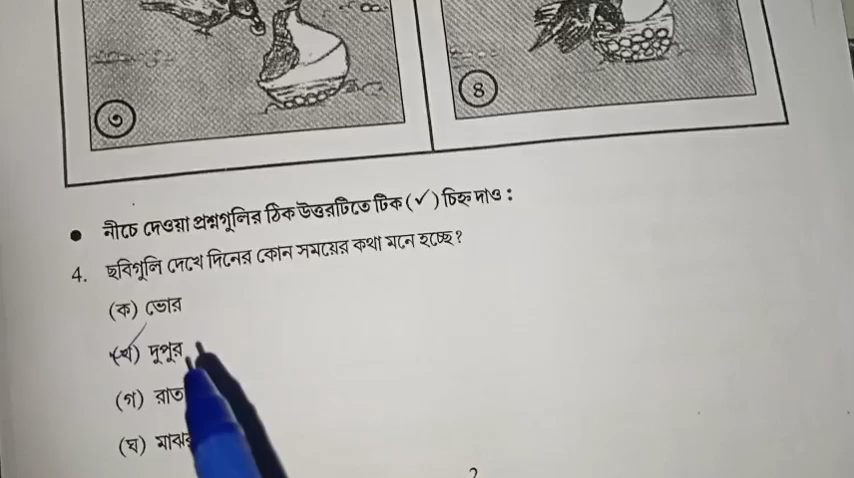 ৩
৪
• নীচে দেওয়া প্রশ্নগুলির ঠিক উত্তরটিতে টিক (✓) চিহ্ন দাও :
4. ছবিগুলি দেখে দিনের কোন সময়ের কথা মনে হচ্ছে?
(ক) ভোর
(খ) দুপুর
(গ) রাত
(ঘ)